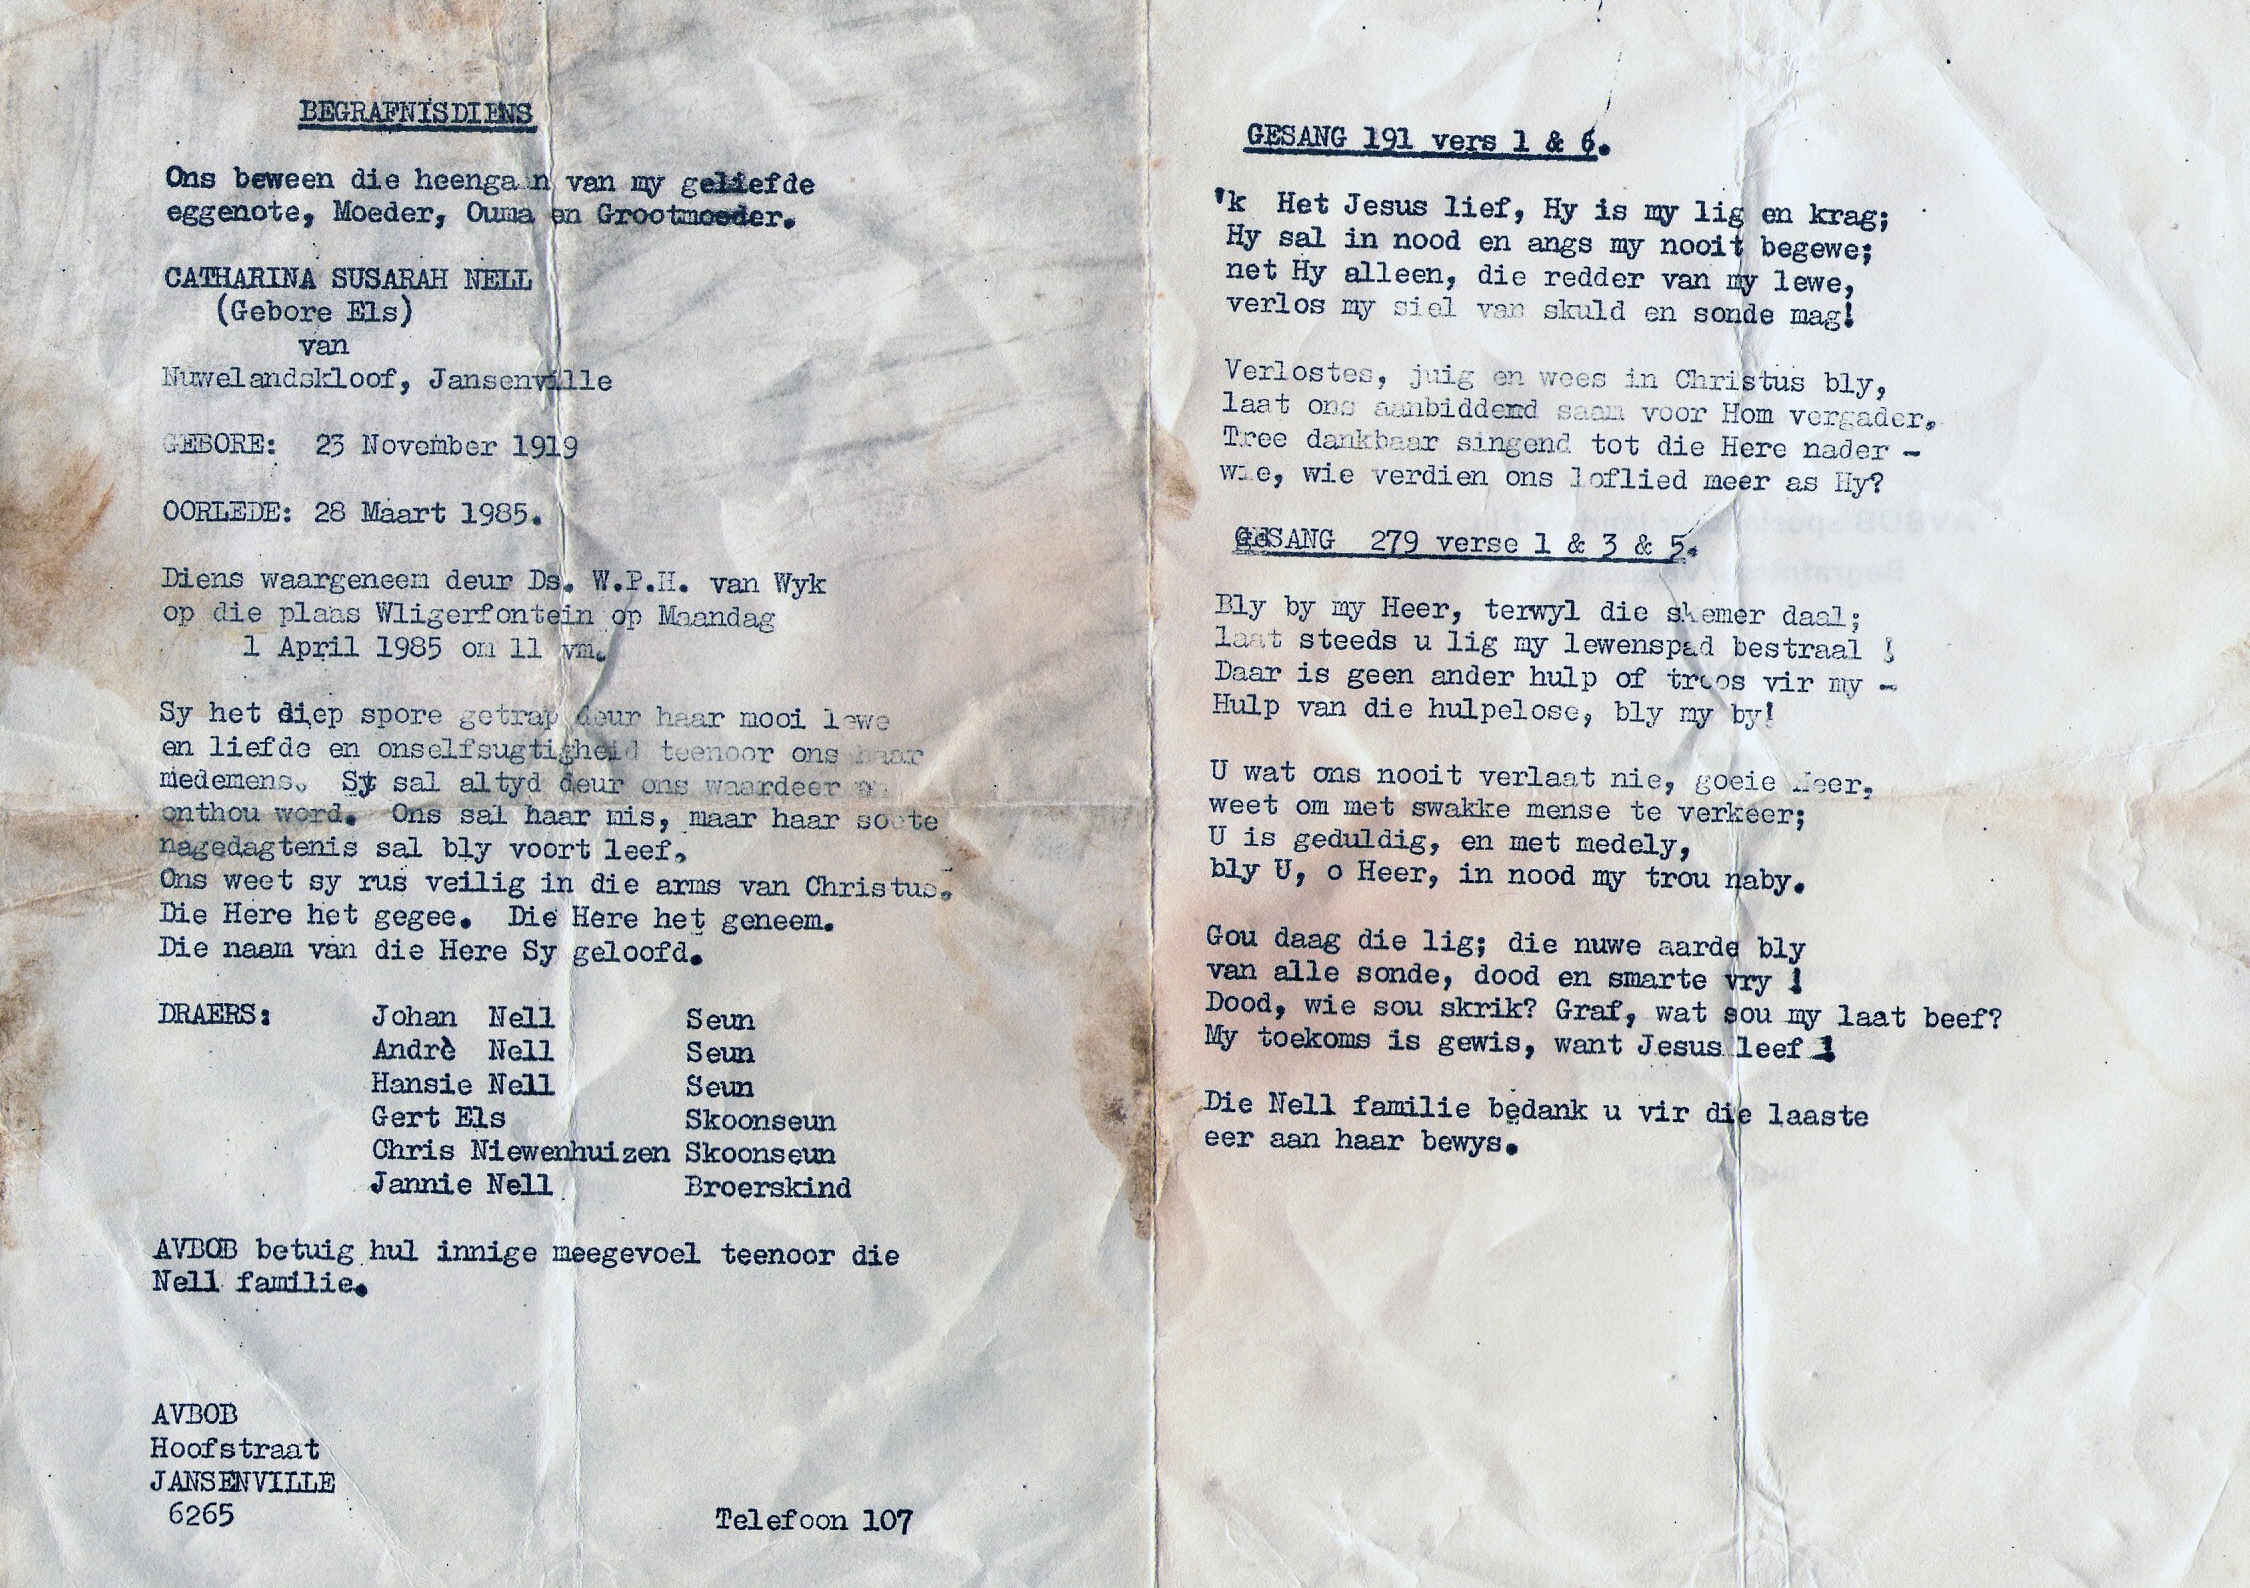 BEGRAFNISDIENS
Ons beween die heengaan van my geliefde
eggenote, Moeder, Ouma en Grootmoeder.
CATHARINA SUSARAH NELL
(Gebore Els)
van
Nuwelandskloof, Jansenville
GEBORE: 23 November 1919
OORLEDE: 28 Maart 1985.
Diens waargeneem deur Ds. W.P.H. van Wyk
op die plaas Wligerfontein op Maandag
1 April 1985 om 11 vm.
Sy het diep spore getrap deur haar mooi lewe
en liefde en onselfsugtigheid teenoor ons haar
medemens. Sy sal altyd deur ons waardeer
onthou word. Ons sal haar mis, maar haar soete
nagedagtenis sal bly voort leef.
Ons weet sy rus veilig in die arms van Christus.
Die Here het gegee. Die Here het geneem.
Die naam van die Here Sy geloofd.
DRAERS: Johan Nell Seun
Andrè Nell Seun
Hansie Nell Seun
Gert Els Skoonseun
Chris Niewenhuizen Skoonseun
Jannie Nell Broerskind
AVBOB betuig hul innige meegevoel teenoor die
Nell familie.
AVBOB
Hoofstraat
JANSENVILLE
6265 Telefoon 107
GESANG 191 vers 1 & 6.
'k Het Jesus lief, Hy is my lig en krag;
Hy sal in nood en angs my nooit begewe;
net Hy alleen, die redder van my lewe,
verlos my siel van skuld en sonde mag!
Verlostes, juig en wees in Christus bly,
laat ons aanbiddend saam voor Hom vergader.
Tree dankbaar singend tot die Here nader -
wie, wie verdien ons loflied meer as Hy?
GESANG 279 verse 1 & 3 & 5.
Bly by my Heer, terwyl die skemer daal;
laat steeds u lig my lewenspad bestraal !
Daar is geen ander hulp of troos vir my -
Hulp van die hulpelose, bly my by!
U wat ons nooit verlaat nie, goeie Heer,
weet om met swakke mense te verkeer;
U is geduldig, en met medely,
bly U, o Heer, in nood my trou naby.
Gou daag die lig; die nuwe aarde bly
van alle sonde, dood en smarte vry !
Dood, wie sou skrik? Graf, wat sou my laat beef?
My toekoms is gewis, want Jesus leef !
Die Nell familie bedank u vir die laaste
eer aan haar bewys.